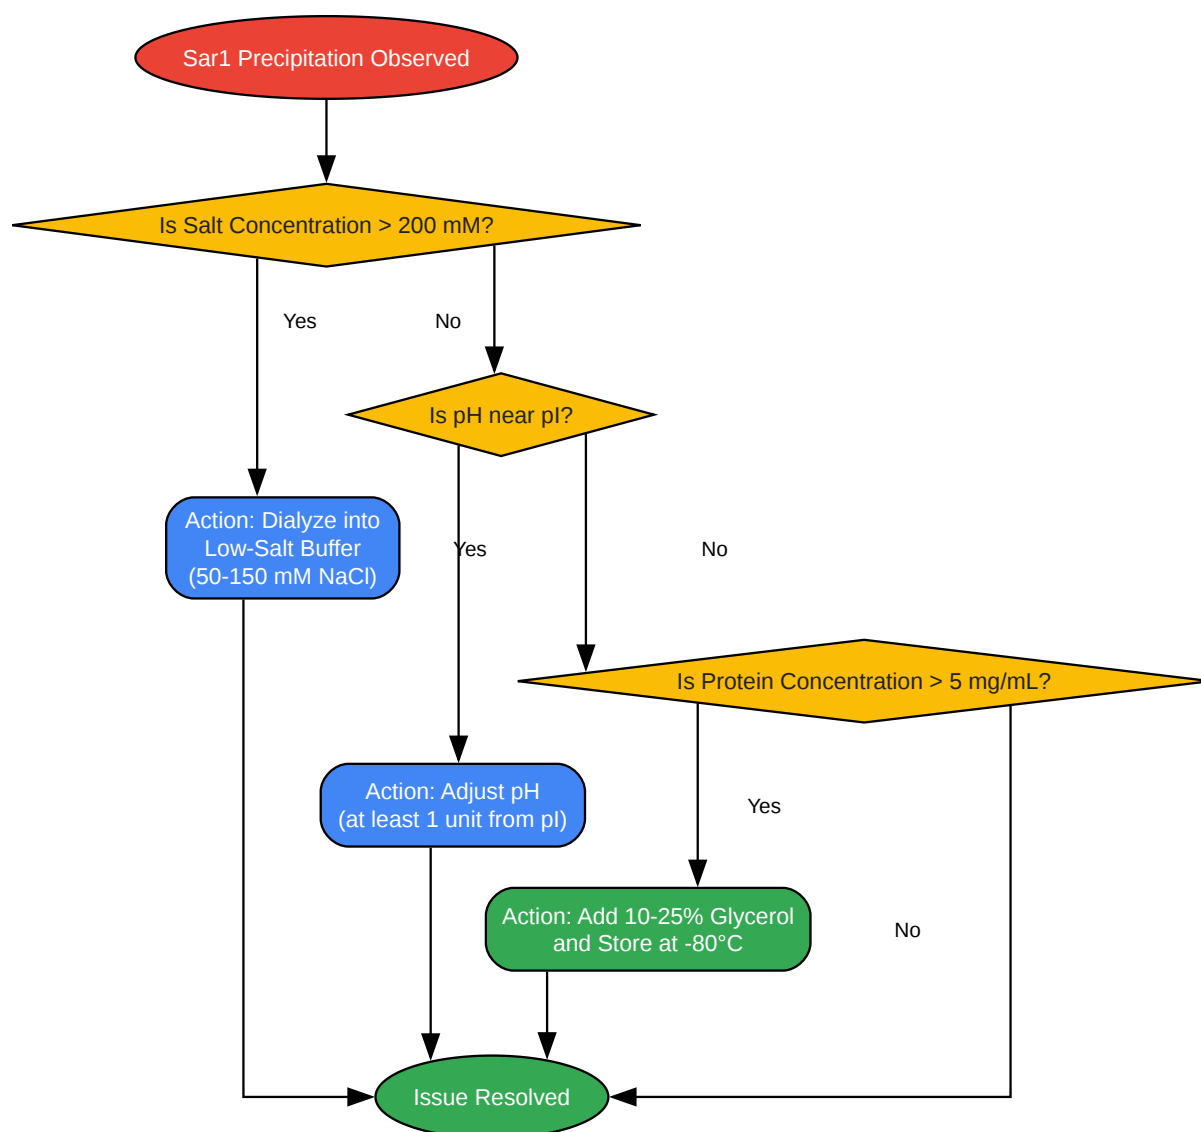 Sar1 Precipitation Observed
Is Salt Concentration > 200 mM?
Yes
No
Is pH near pI?
Action: Dialyze into
Low-Salt Buffer
(50-150 mM NaCl)
Yes
No
Is Protein Concentration > 5 mg/mL?
Action: Adjust pH
(at least 1 unit from pI)
Yes
Action: Add 10-25% Glycerol
and Store at -80°C
No
Issue Resolved